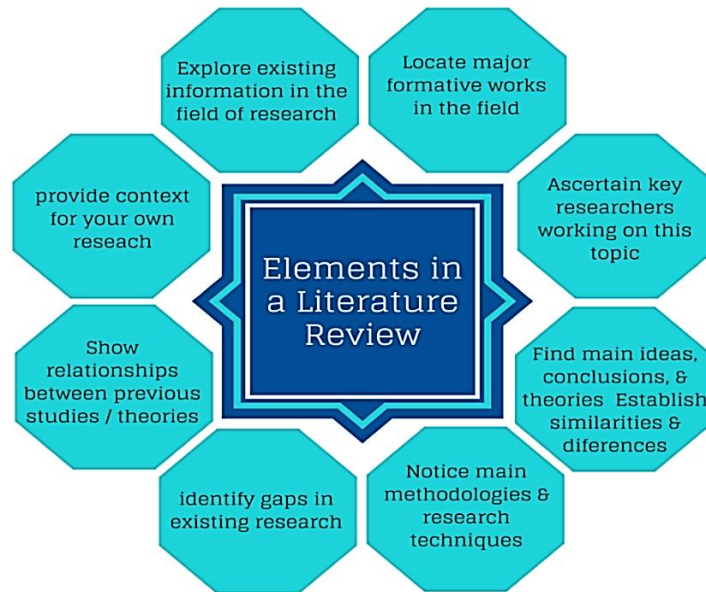 Explore existing
information in the
field of research
Locate major
formative works
in the field
Ascertain key
researchers
working on this
topic
Find main ideas,
conclusions, &
theories Establish
similarities &
diferences
Notice main
methodologies &
research
techniques
identify gaps in
existing research
Show
relationships
between previous
studies / theories
provide context
for your own
reseach
Elements in
a Literature
Review